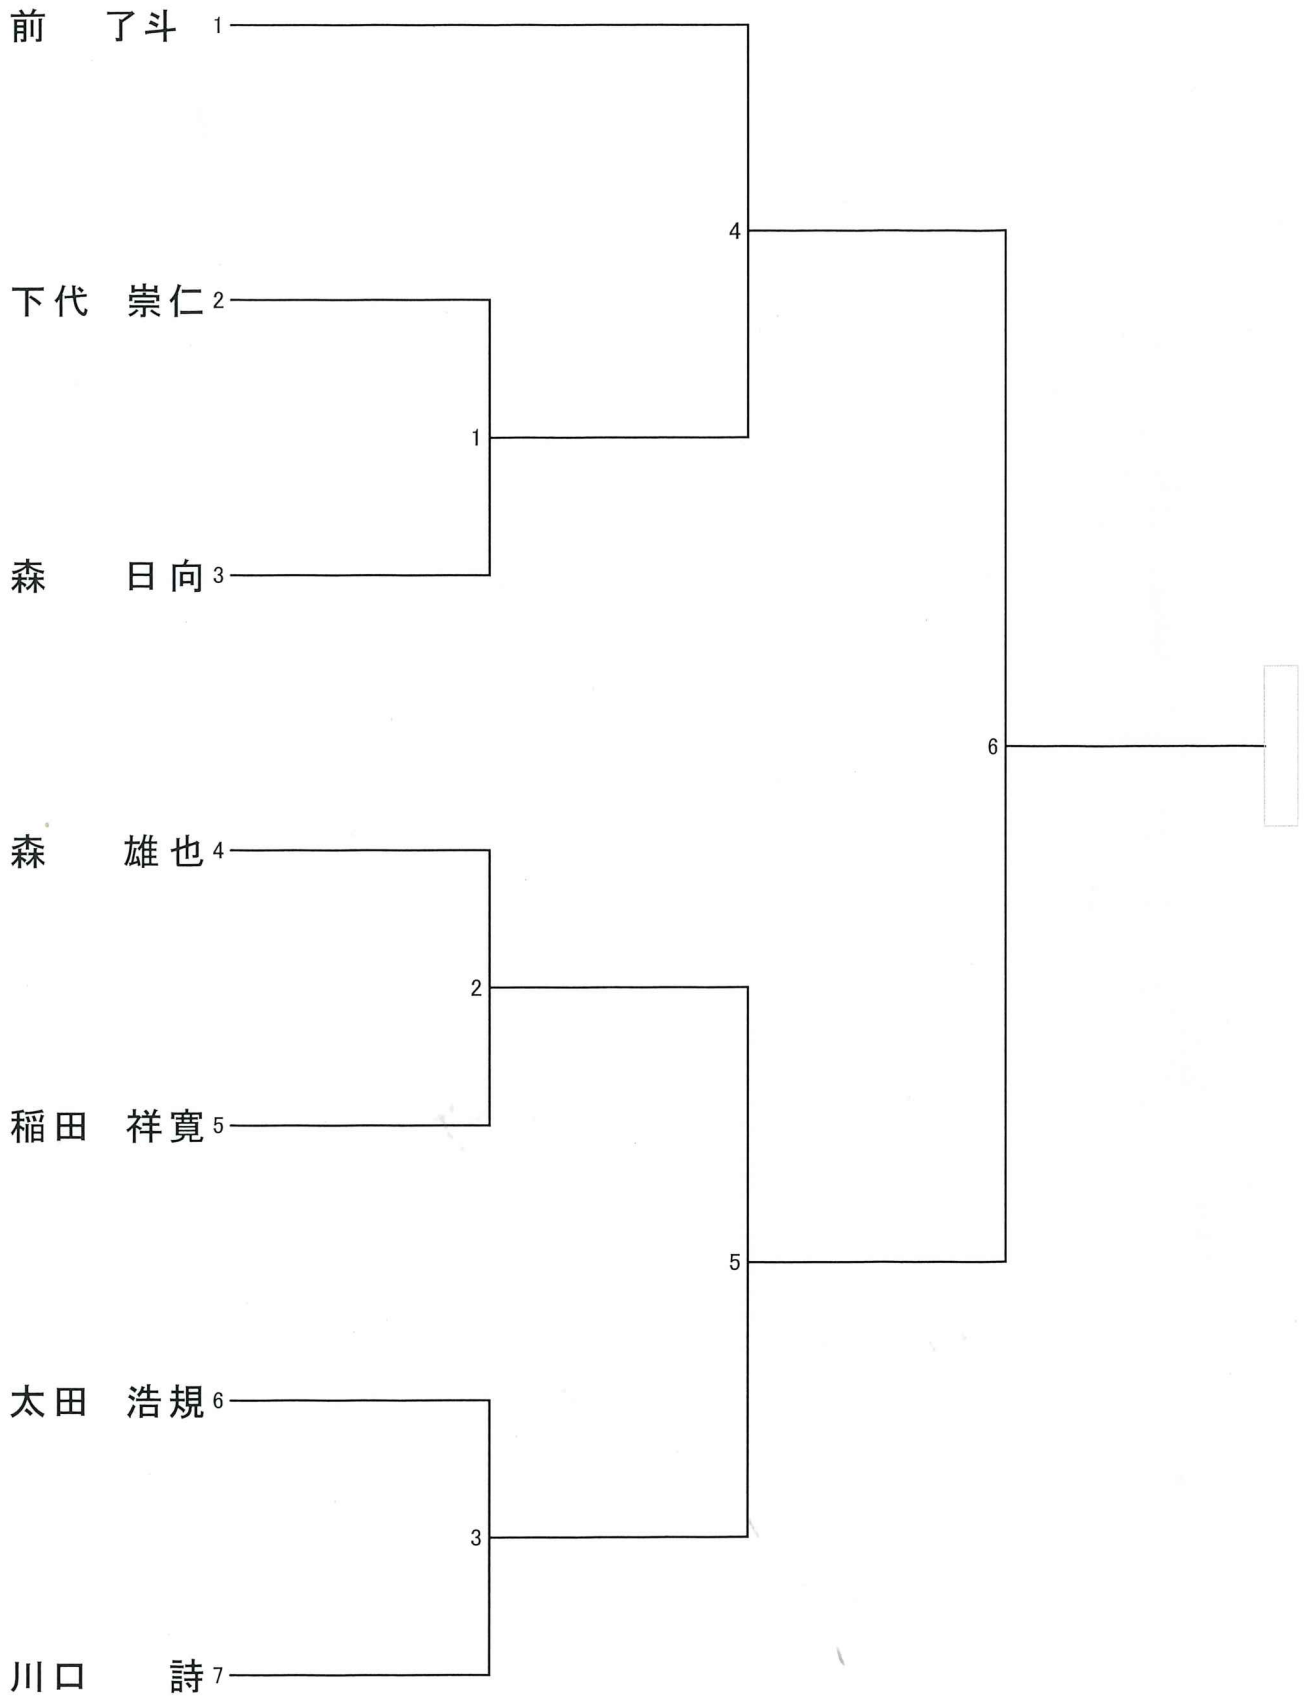 前 了斗 1
4
下代 崇仁 2
1
森 日向 3
6
森 雄也 4
2
稲田 祥寛 5
5
太田 浩規 6
3
川口 詩 7